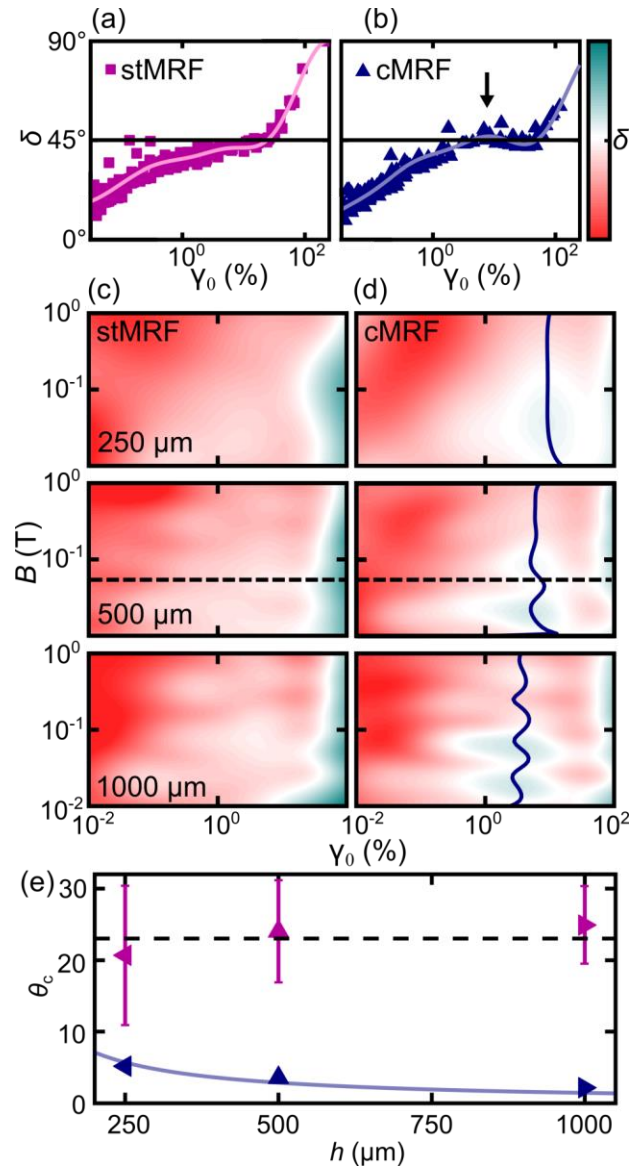 (a) (b)
90° stMRF cMRF
δ 45° δ
0°
10⁰ 10² 10⁰ 10²
γ₀ (%) γ₀ (%)
(c) (d)
10⁰ stMRF cMRF
10⁻¹
250 μm
10⁰
B (T) 10⁻¹
500 μm
10⁰
10⁻¹
1000 μm
10⁻²
10⁻² 10⁰ 10⁰ 10²
γ₀ (%)
(e)
30
20
θc
10
0
250 500 750 1000
h (μm)